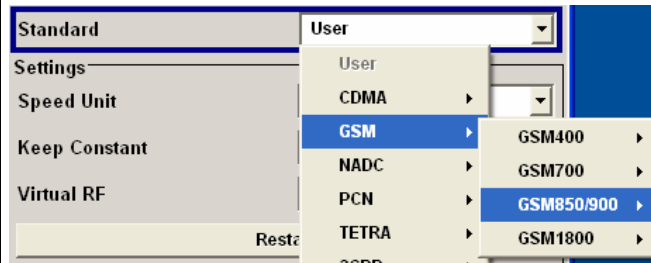 Standard User
Settings User
Speed Unit CDMA
GSM GSM400
Keep Constant NADC GSM700
Virtual RF PCN GSM850/900
TETRA GSM1800